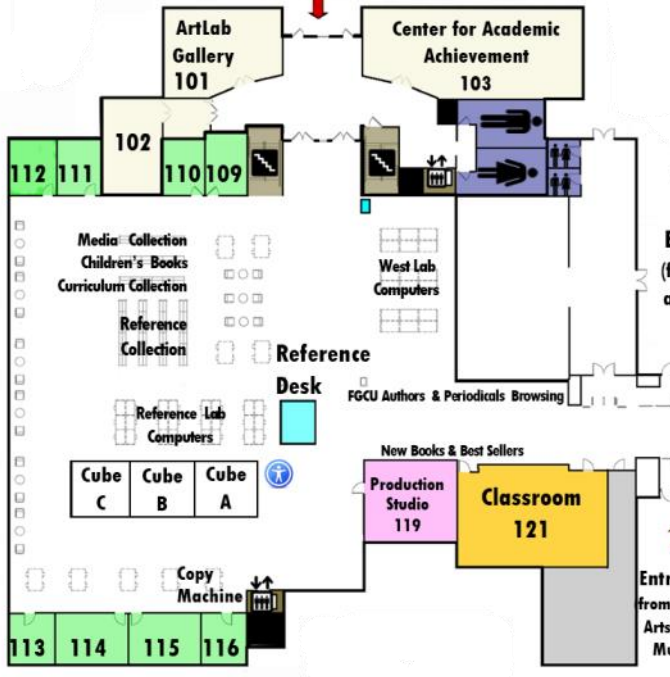 ArtLab
Gallery
101
Center for Academic
Achievement
103
102
112
111
110
109
Media Collection
Children's Books
Curriculum Collection
Reference
Collection
West Lab
Computers
Reference
Desk
FGCU Authors & Periodicals Browsing
Reference Lab
Computers
New Books & Best Sellers
Cube
C
Cube
B
Cube
A
Production
Studio
119
Classroom
121
Copy
Machine
113
114
115
116
from
Arts